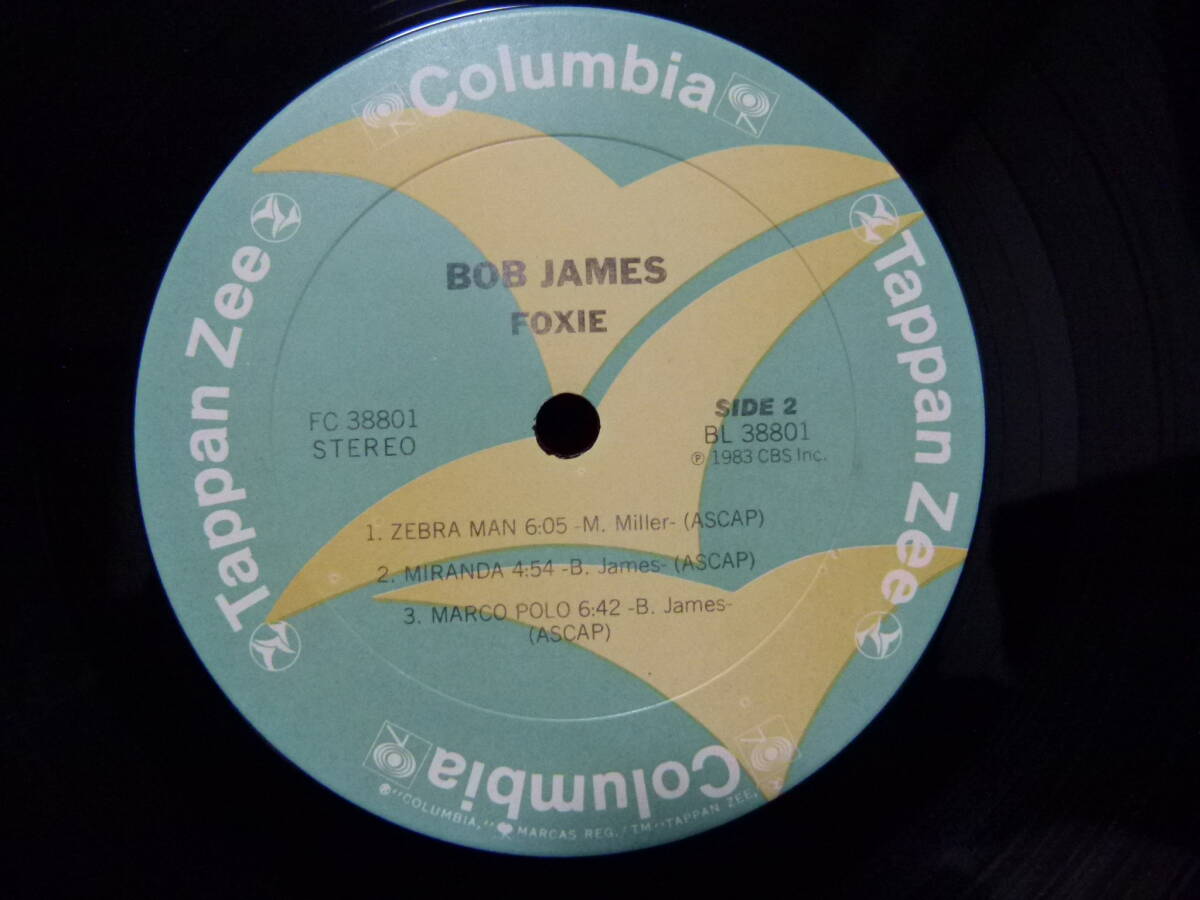 Columbia
Tappan Zee
Tappan Zee
BOB JAMES
FOXIE
FC 38801
STEREO
SIDE 2
BL 38801
℗ 1983 CBS Inc.
1. ZEBRA MAN 6:05 -M. Miller- (ASCAP)
2. MIRANDA 4:54 -B. James- (ASCAP)
3. MARCO POLO 6:42 -B. James-
(ASCAP)
Columbia
"COLUMBIA," MARCAS REG./TM "TAPPAN ZEE,"